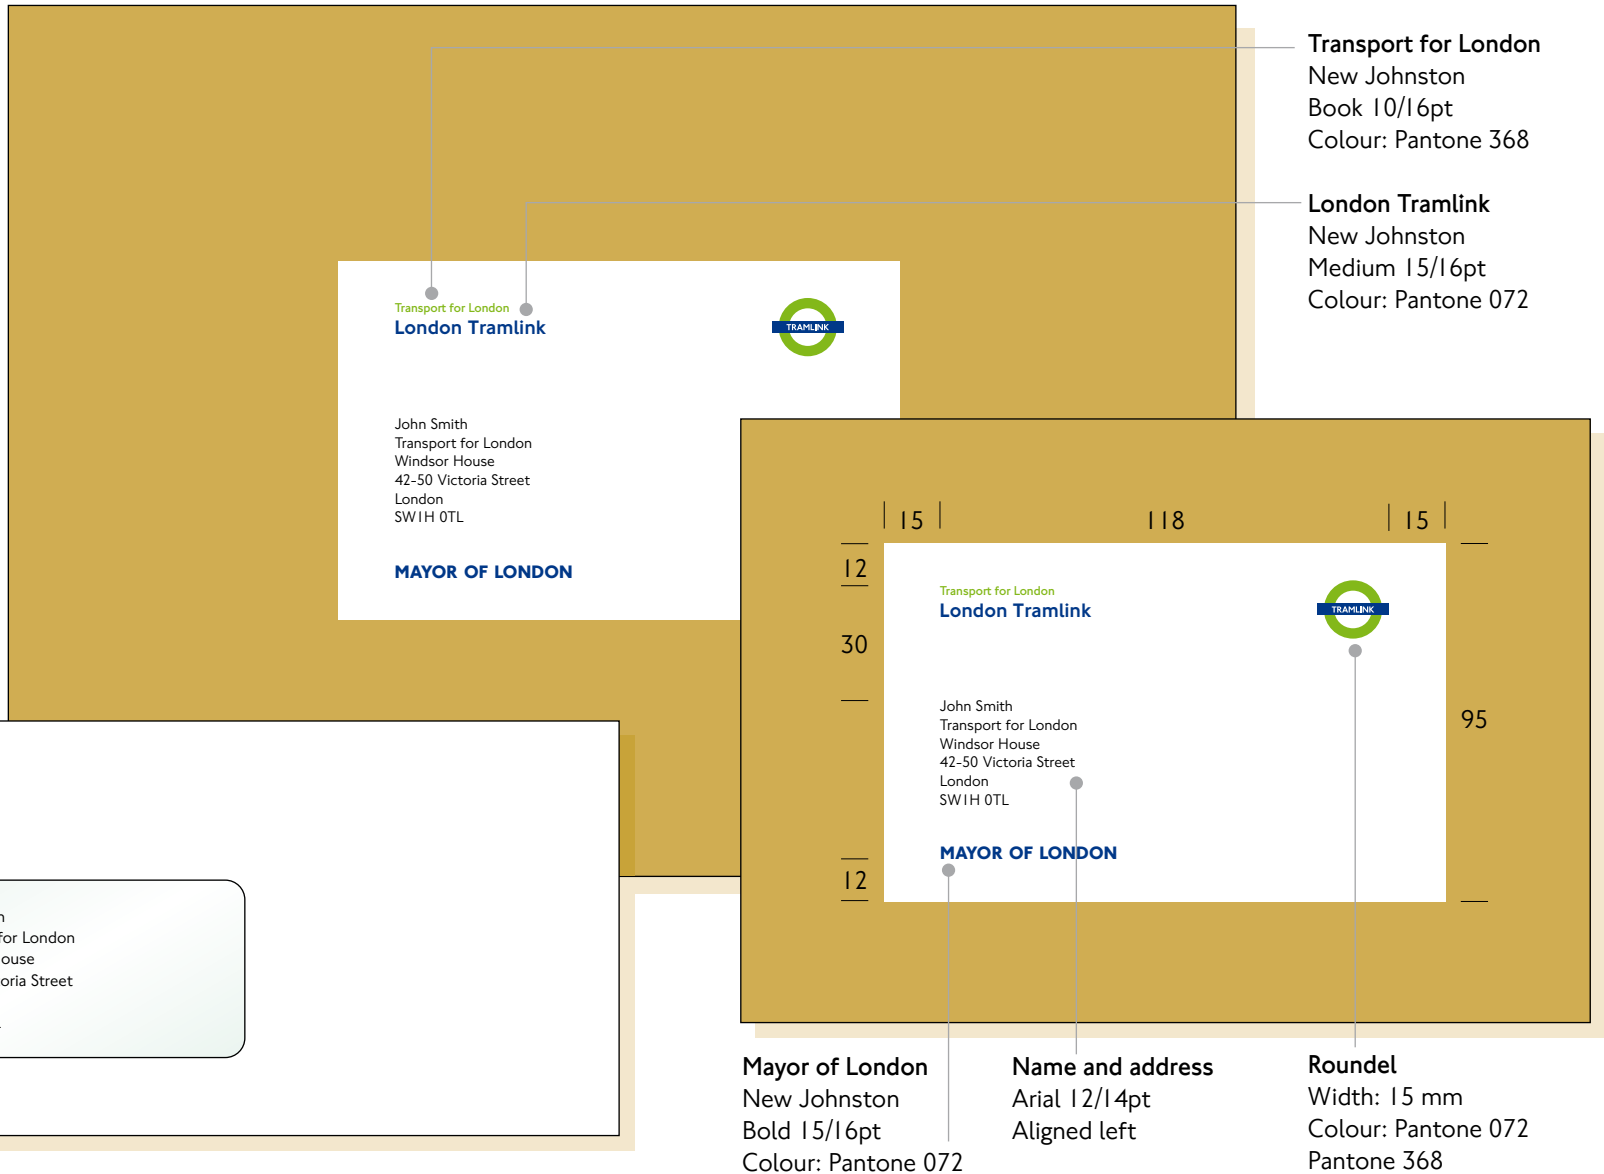 Transport for London
New Johnston
Book 10/16pt
Colour: Pantone 368
London Tramlink
New Johnston
Medium 15/16pt
Colour: Pantone 072
Transport for London
London Tramlink
TRAMLINK
John Smith
Transport for London
Windsor House
42-50 Victoria Street
London
SW1H 0TL
MAYOR OF LONDON
15
118
15
12
30
12
95
Transport for London
London Tramlink
TRAMLINK
John Smith
Transport for London
Windsor House
42-50 Victoria Street
London
SW1H 0TL
MAYOR OF LONDON
for London
ouse
oria Street
Mayor of London
New Johnston
Bold 15/16pt
Colour: Pantone 072
Name and address
Arial 12/14pt
Aligned left
Roundel
Width: 15 mm
Colour: Pantone 072
Pantone 368